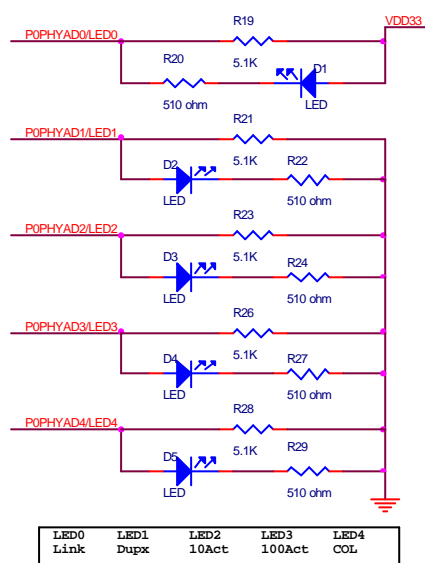 R19
VDD33
P0PHYAD0/LED0
R20
5.1K
D1
510 ohm
LED
P0PHYAD1/LED1
R21
D2
5.1K
R22
LED
510 ohm
P0PHYAD2/LED2
R23
D3
5.1K
R24
LED
510 ohm
P0PHYAD3/LED3
R26
D4
5.1K
R27
LED
510 ohm
P0PHYAD4/LED4
R28
D5
5.1K
R29
LED
510 ohm
LED0 LED1 LED2 LED3 LED4
Link Dupx 10Act 100Act COL